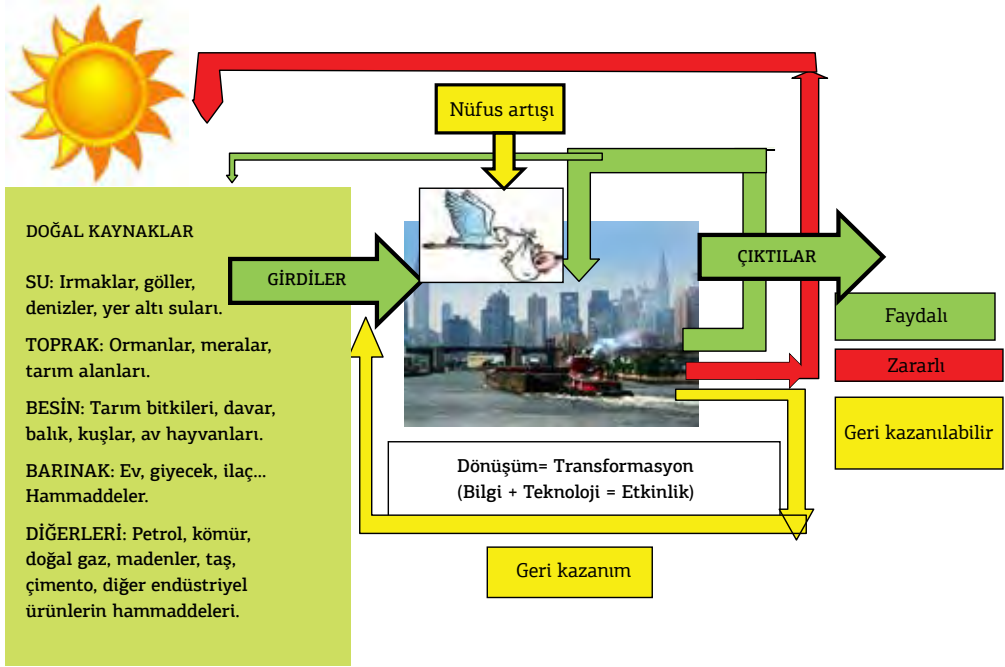 Nüfus artışı
DOĞAL KAYNAKLAR
SU: Irmaklar, göller,
denizler, yer altı suları.
TOPRAK: Ormanlar, meralar,
tarım alanları.
BESİN: Tarım bitkileri, davar,
balık, kuşlar, av hayvanları.
BARINAK: Ev, giyecek, ilaç...
Hammaddeler.
DİĞERLERİ: Petrol, kömür,
doğal gaz, madenler, taş,
çimento, diğer endüstriyel
ürünlerin hammaddeleri.
GİRDİLER
ÇIKTILAR
Faydalı
Zararlı
Geri kazanılabilir
Dönüşüm= Transformasyon
(Bilgi + Teknoloji = Etkinlik)
Geri kazanım